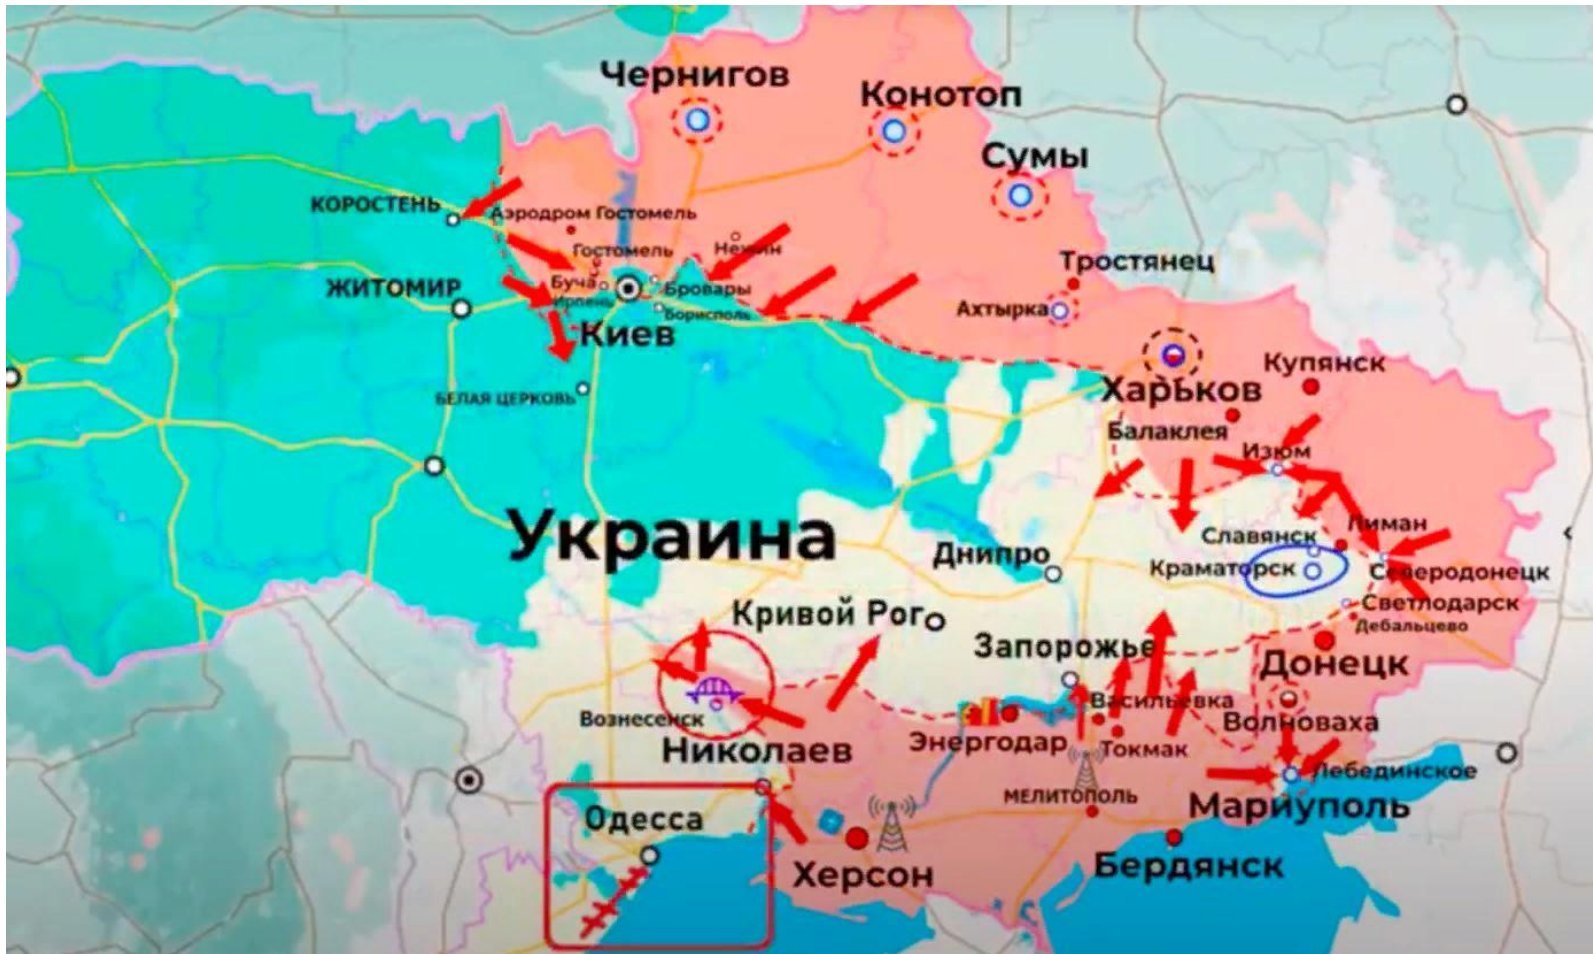 Чернигов
Конотоп
Сумы
КОРОСТЕНЬ
Аэродром Гостомель
Гостомель
Нежин
Тростянец
ЖИТОМИР
Буча
Бровары
Ирпень
Борисполь
Ахтырка
Киев
Купянск
Харьков
БЕЛАЯ ЦЕРКОВЬ
Балаклея
Изюм
Украина
Лиман
Славянск
Днипро
Краматорск
Северодонецк
Кривой Рог
Светлодарск
Дебальцево
Запорожье
Донецк
Васильевка
Вознесенск
Волноваха
Энергодар
Токмак
Николаев
Лебединское
МЕЛИТОПОЛЬ
Мариуполь
Одесса
Херсон
Бердянск